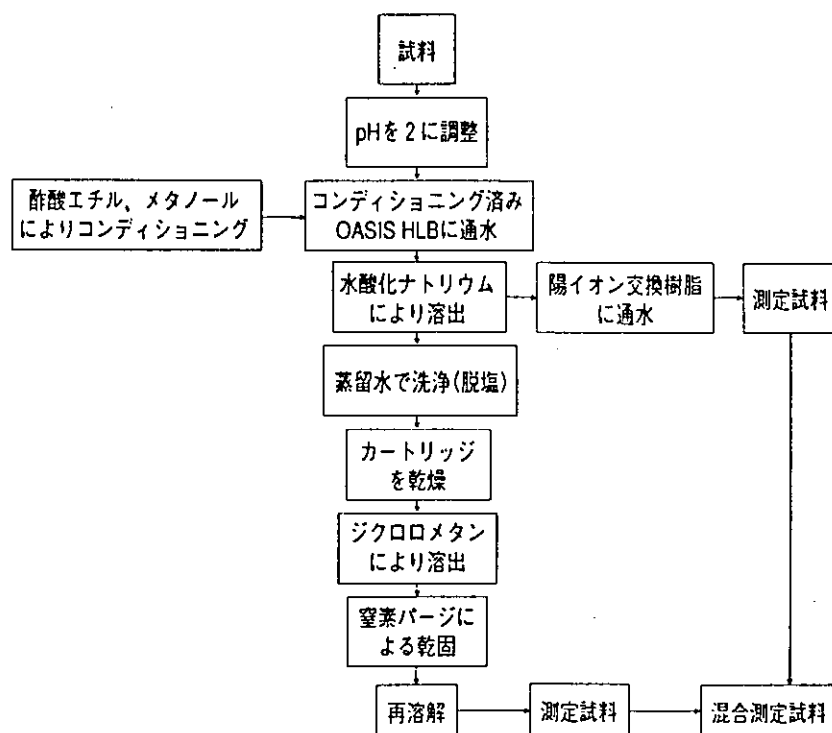 試料
pHを2に調整
酢酸エチル、メタノール
によりコンディショニング
コンディショニング済み
OASIS HLBに通水
水酸化ナトリウム
により溶出
陽イオン交換樹脂
に通水
測定試料
蒸留水で洗浄(脱塩)
カートリッジ
を乾燥
ジクロロメタン
により溶出
窒素パージに
よる乾固
再溶解
測定試料
混合測定試料